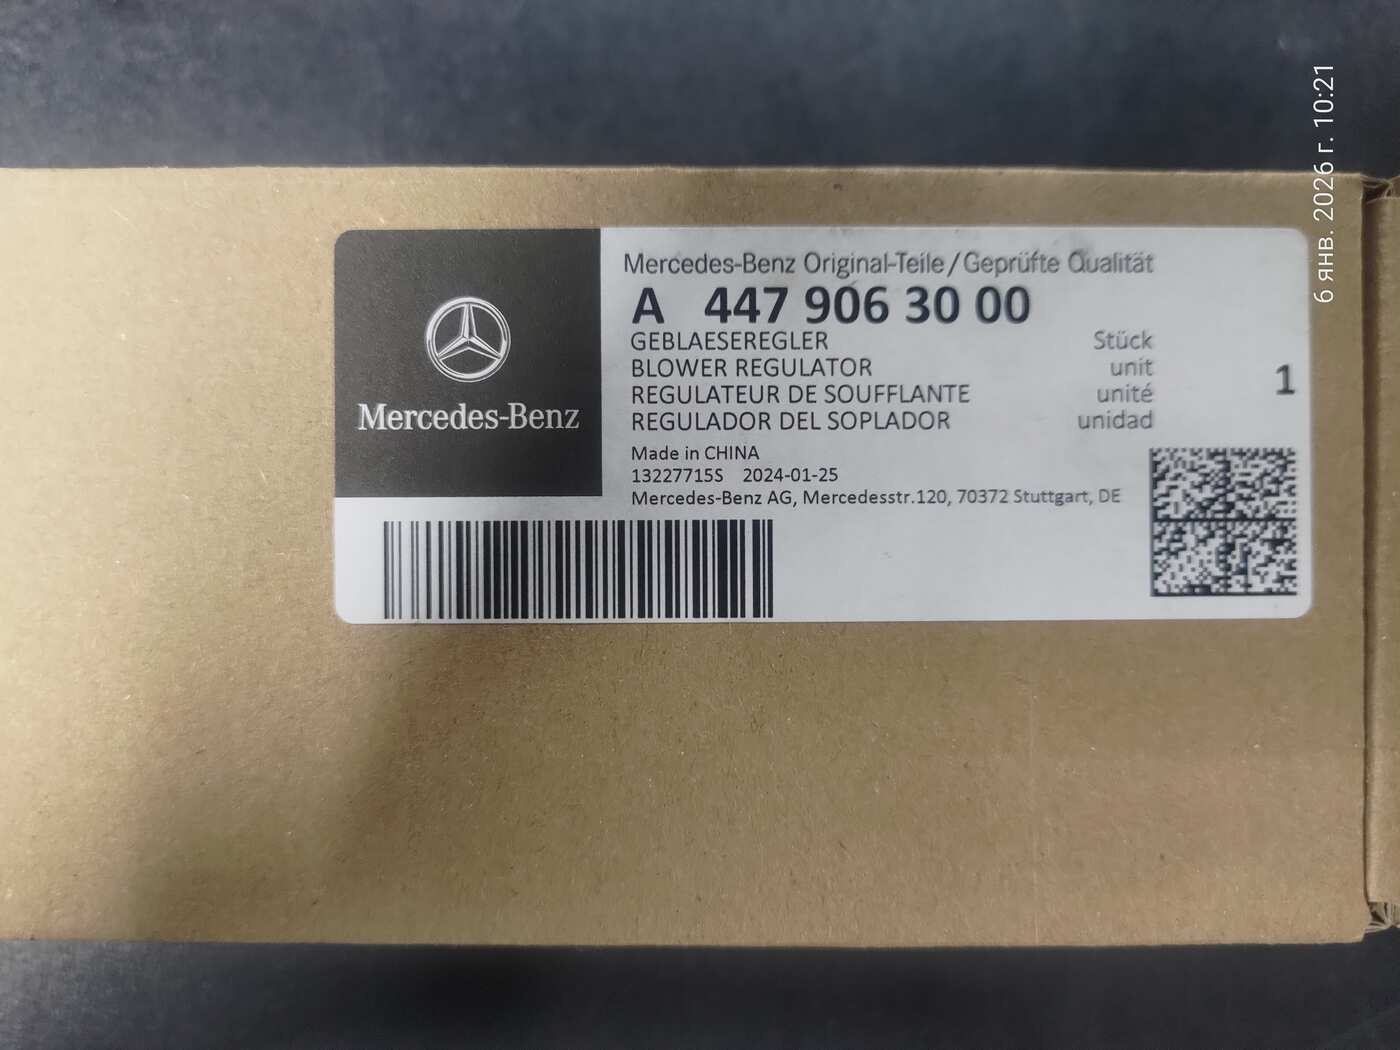 Mercedes-Benz
Mercedes-Benz Original-Teile/Geprüfte Qualität
A 447 906 30 00
GEBLAESEREGLER Stück
BLOWER REGULATOR unit
REGULATEUR DE SOUFFLANTE unité
REGULADOR DEL SOPLADOR unidad
1
Made in CHINA
13227715S 2024-01-25
Mercedes-Benz AG, Mercedesstr.120, 70372 Stuttgart, DE
6 янв. 2026 г. 10:21